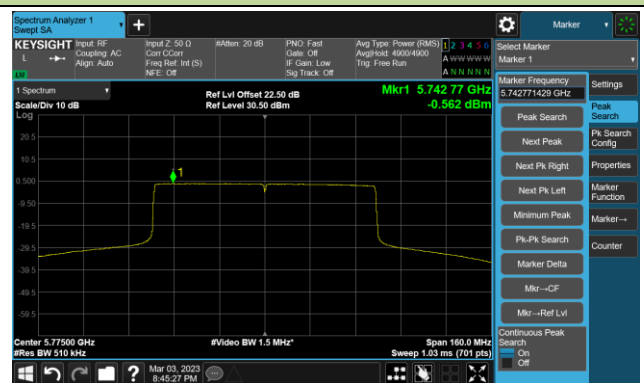 Spectrum Analyzer 1
Swept SA
Marker
KEYSIGHT
L
LW
Input: RF
Coupling: AC
Align: Auto
Input Z: 50 Ω
Corr CCorr
Freq Ref: Int (S)
NFE: Off
#Atten: 20 dB
PNO: Fast
Gate: Off
IF Gain: Low
Sig Track: Off
Avg Type: Power (RMS)
Avg|Hold: 4900/4900
Trig: Free Run
1 2 3 4 5 6
A W W W W W
A N N N N N
Select Marker
Marker 1
1 Spectrum
Scale/Div 10 dB
Log
Ref Lvl Offset 22.50 dB
Ref Level 30.50 dBm
Mkr1 5.742 77 GHz
-0.562 dBm
1
20.5
10.5
0.500
-9.50
-19.5
-29.5
-39.5
-49.5
-59.5
Center 5.77500 GHz
#Res BW 510 kHz
#Video BW 1.5 MHz*
Span 160.0 MHz
Sweep 1.03 ms (701 pts)
Marker Frequency
5.742771429 GHz
Peak Search
Next Peak
Next Pk Right
Next Pk Left
Minimum Peak
Pk-Pk Search
Marker Delta
Mkr→CF
Mkr→Ref Lvl
Continuous Peak
Search
On
Off
Settings
Peak
Search
Pk Search
Config
Properties
Marker
Function
Marker→
Counter
Mar 03, 2023
8:45:27 PM